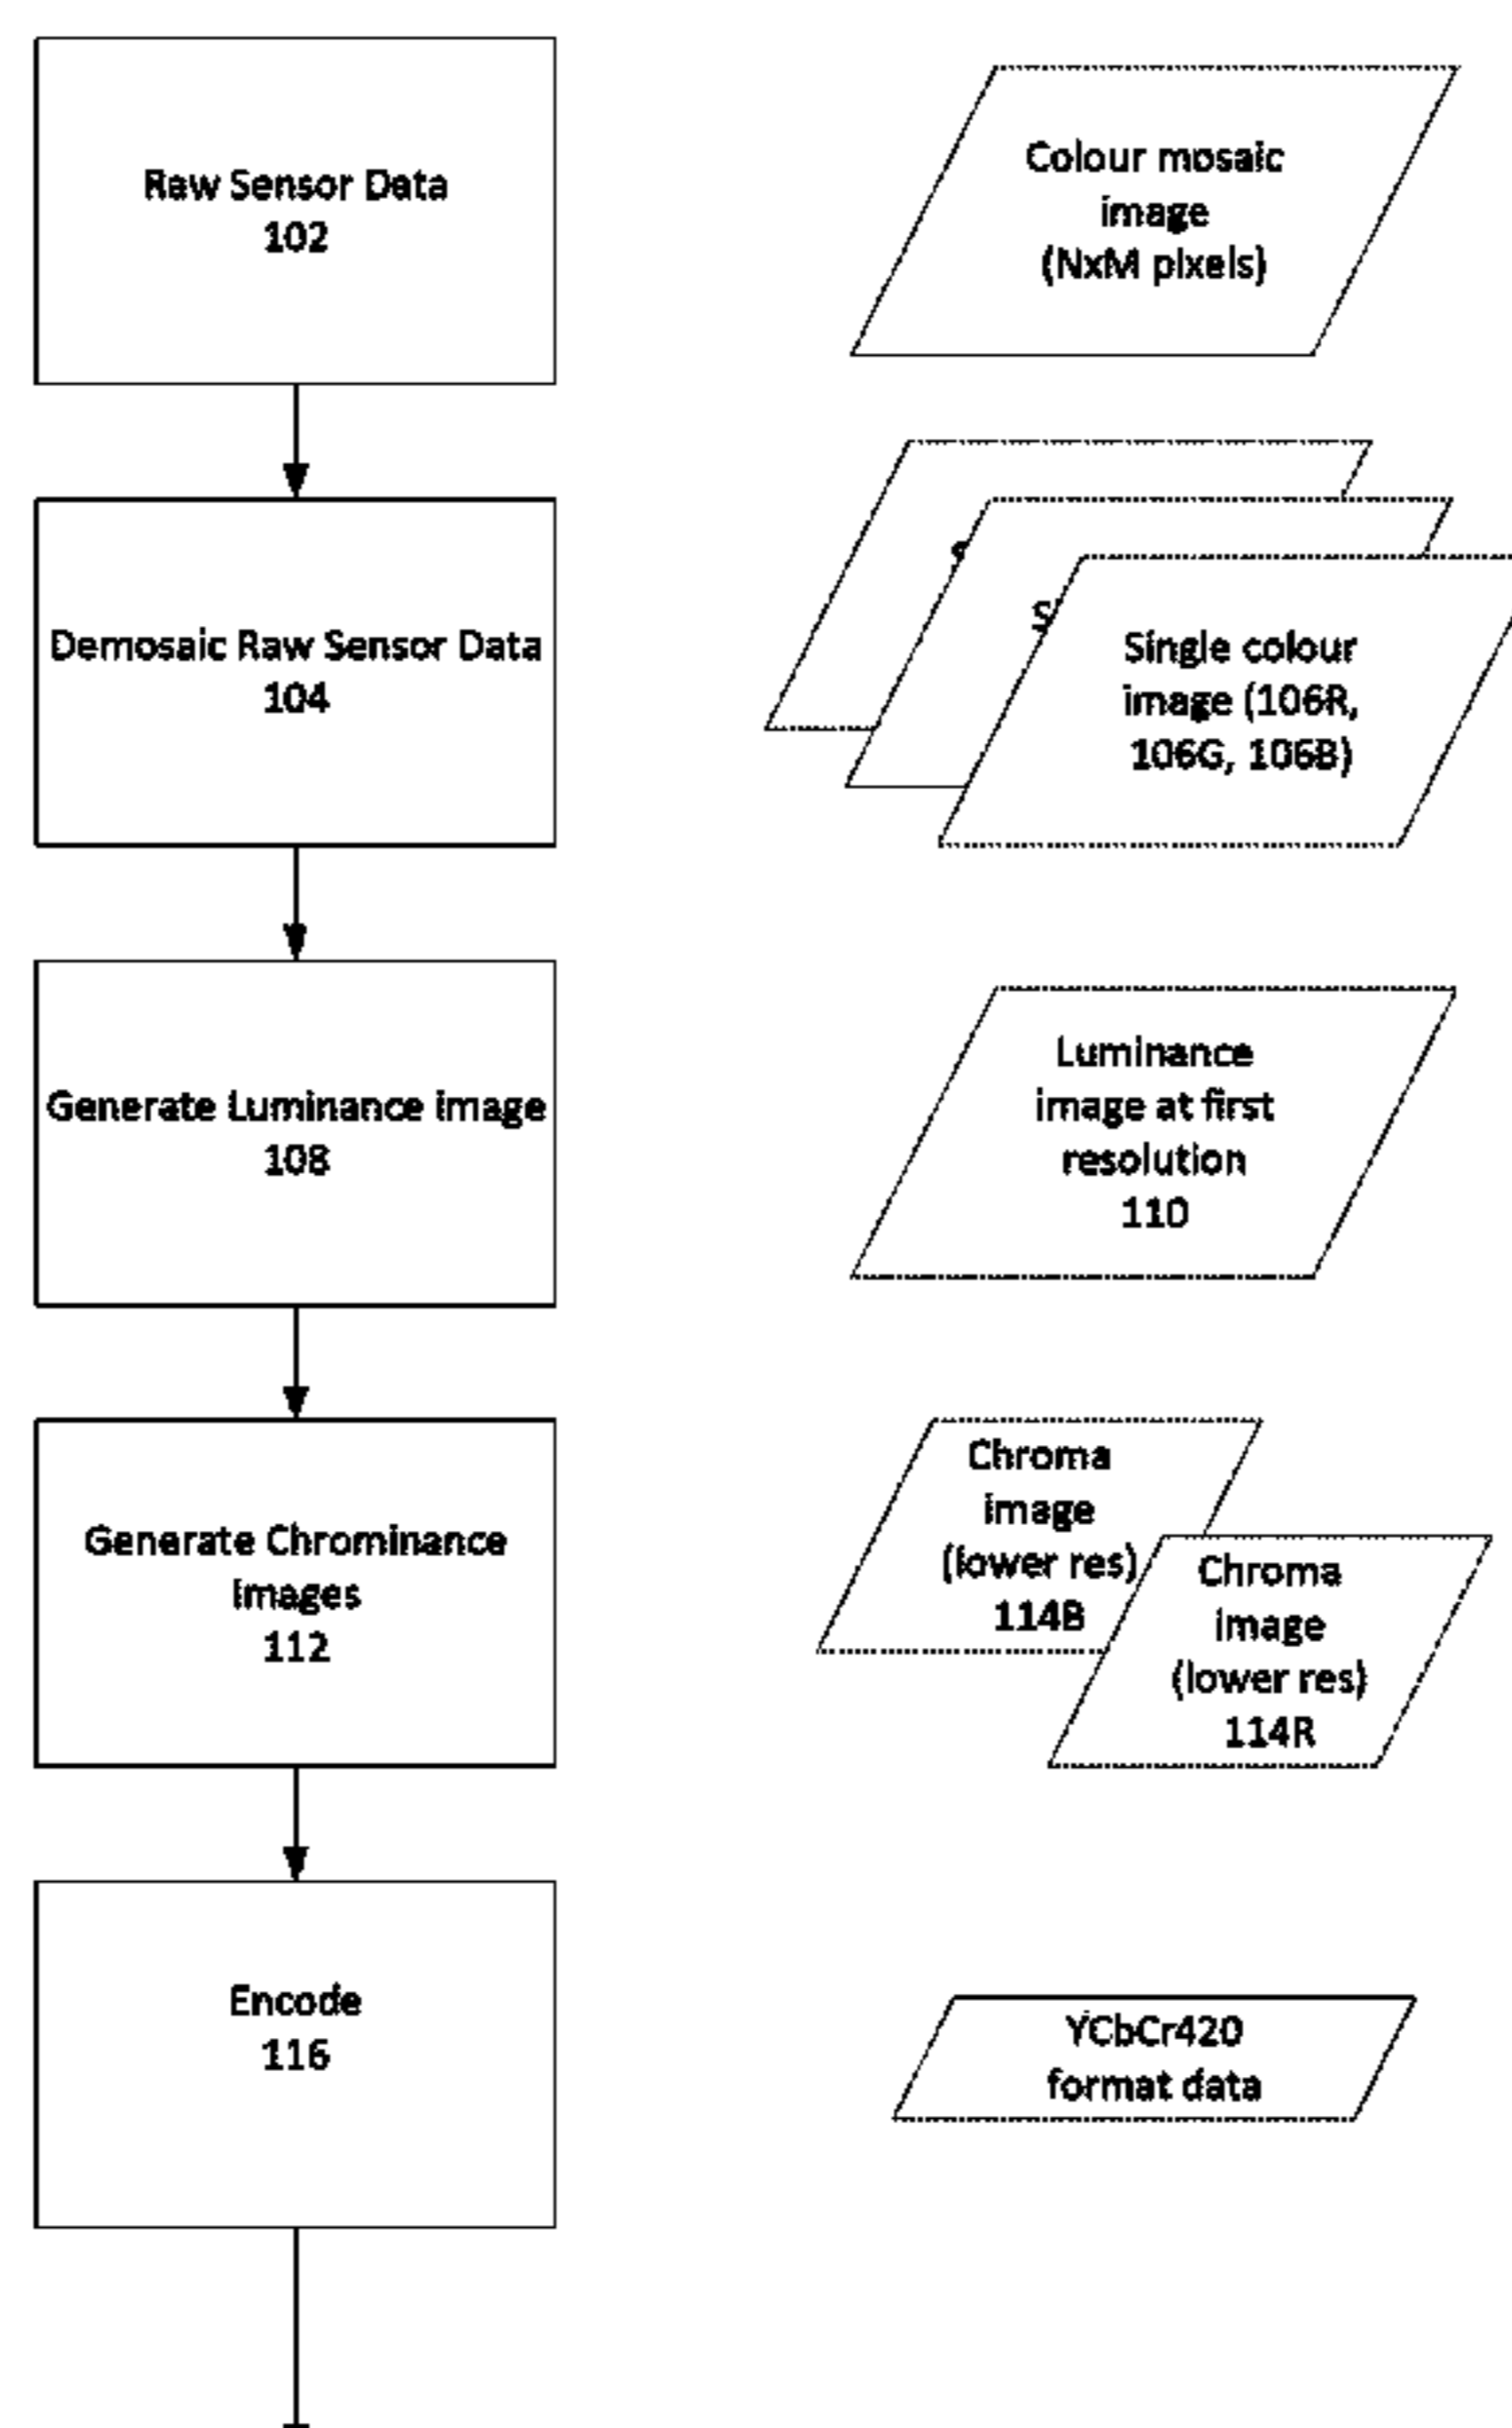 Raw Sensor Data
102
Colour mosaic
image
(NxM pixels)
Demosaic Raw Sensor Data
104
Single colour
image (106R,
106G, 106B)
Generate Luminance image
108
Luminance
image at first
resolution
110
Generate Chrominance
Images
112
Chroma
image
(lower res)
114B
Chroma
image
(lower res)
114R
Encode
116
YCbCr420
format data